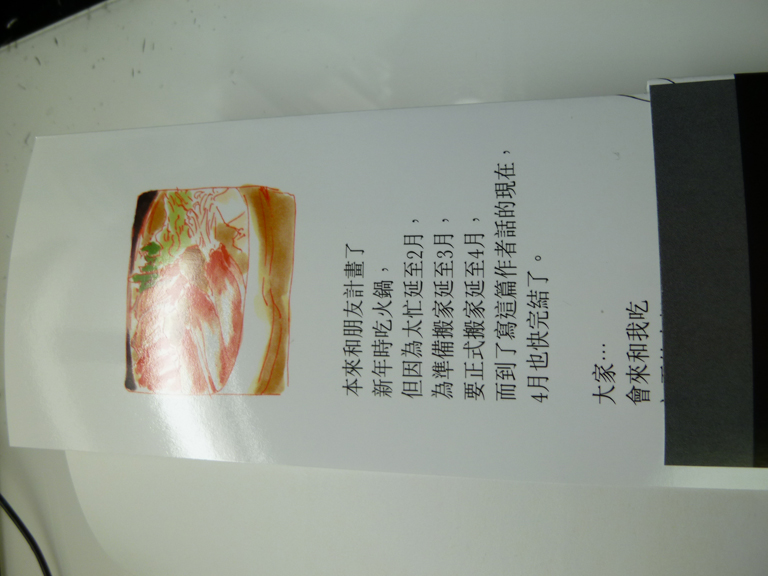 本來和朋友計畫了
新年時吃火鍋，
但因為太忙延至2月，
為準備搬家延至3月，
要正式搬家延至4月，
而到了寫這篇作者話的現在，
4月也快完結了。
大家⋯
會來和我吃